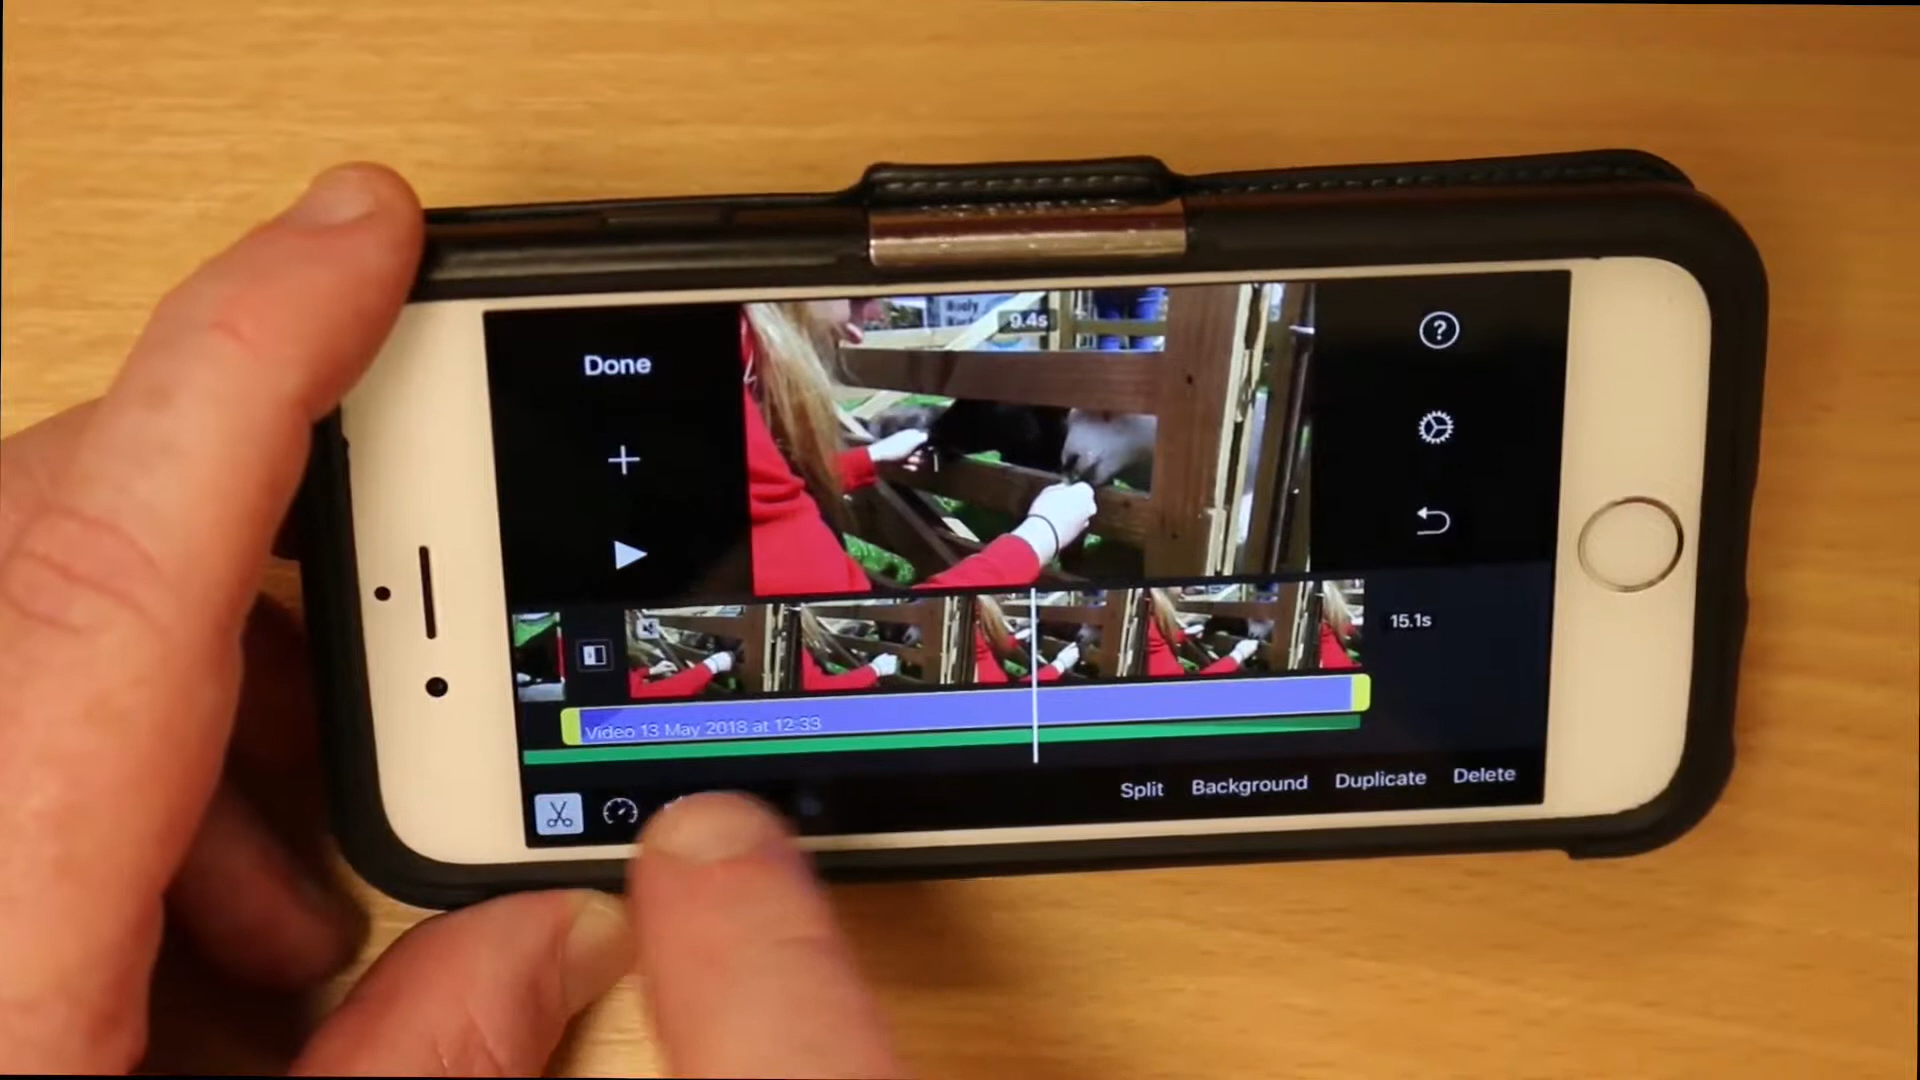 Done
9.4s
?
15.1s
Video 13 May 2018 at 12:33
Split Background Duplicate Delete